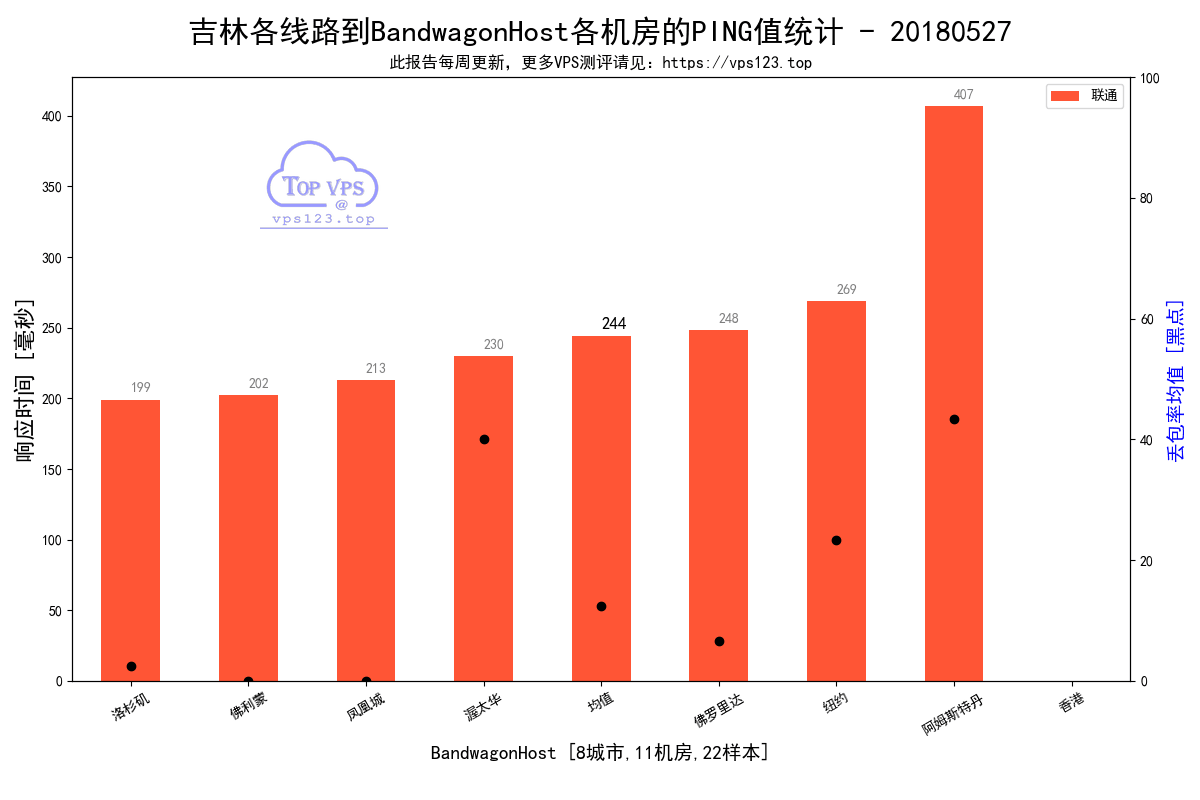 吉林各线路到BandwagonHost各机房的PING值统计 - 20180527
此报告每周更新，更多VPS测评请见：https://vps123.top
联通
TOP VPS
@
vps123.top
响应时间 [毫秒]
400
350
300
250
200
150
100
50
0
199
202
213
230
244
248
269
407
100
80
60
40
20
0
丢包率均值 [黑点]
洛杉矶
佛利蒙
凤凰城
渥太华
均值
佛罗里达
纽约
阿姆斯特丹
香港
BandwagonHost [8城市,11机房,22样本]